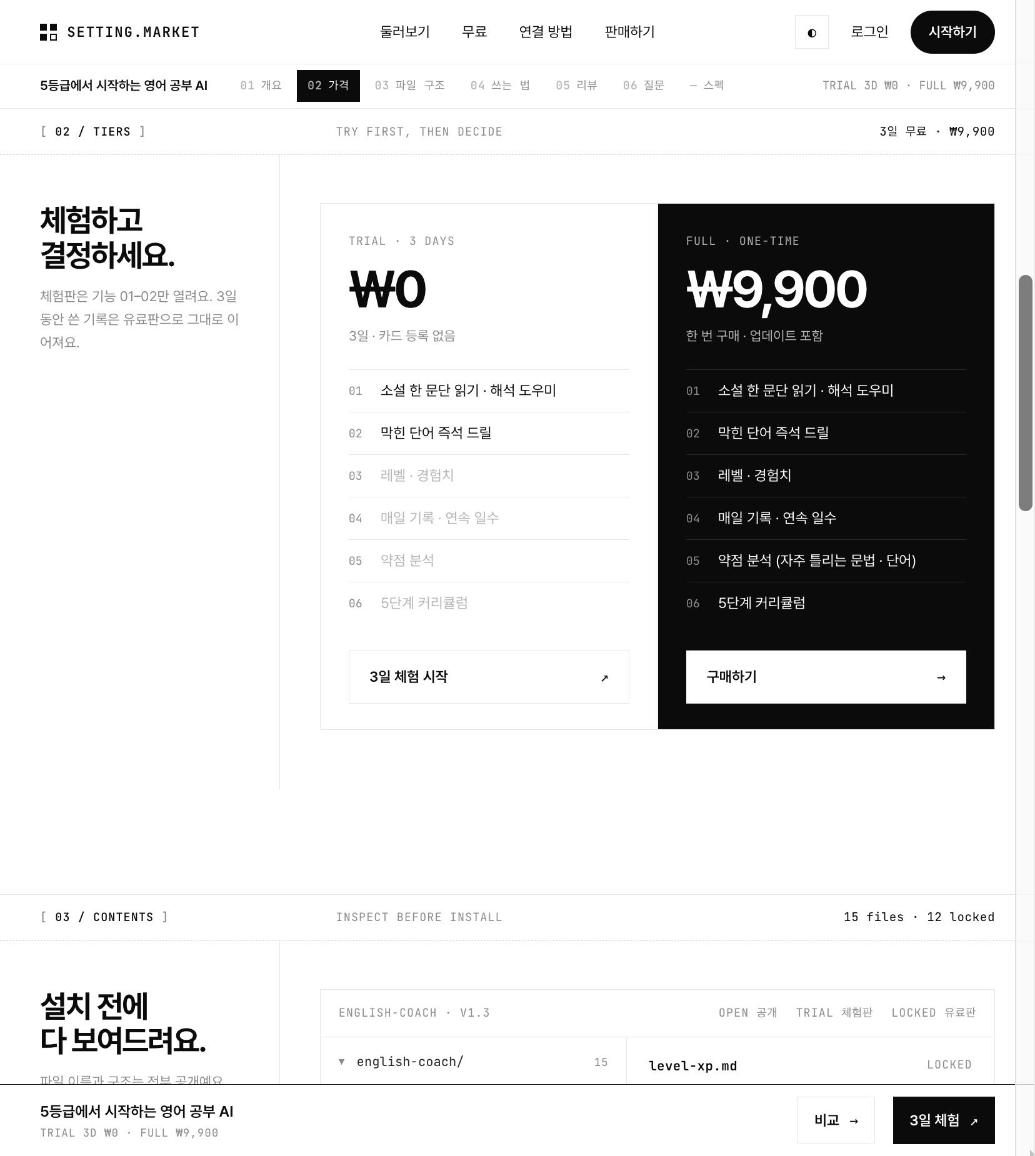 SETTING.MARKET
둘러보기 무료 연결 방법 판매하기
로그인 시작하기
5등급에서 시작하는 영어 공부 AI 01 개요 02 가격 03 파일 구조 04 쓰는 법 05 리뷰 06 질문 — 스펙 TRIAL 3D ₩0 · FULL ₩9,900
[ 02 / TIERS ] TRY FIRST, THEN DECIDE 3일 무료 · ₩9,900
체험하고
결정하세요.
체험판은 기능 01–02만 열려요. 3일
동안 쓴 기록은 유료판으로 그대로 이
어져요.
TRIAL · 3 DAYS
₩0
3일 · 카드 등록 없음
01 소설 한 문단 읽기 · 해석 도우미
02 막힌 단어 즉석 드릴
03 레벨 · 경험치
04 매일 기록 · 연속 일수
05 약점 분석
06 5단계 커리큘럼
3일 체험 시작 ↗
FULL · ONE-TIME
₩9,900
한 번 구매 · 업데이트 포함
01 소설 한 문단 읽기 · 해석 도우미
02 막힌 단어 즉석 드릴
03 레벨 · 경험치
04 매일 기록 · 연속 일수
05 약점 분석 (자주 틀리는 문법 · 단어)
06 5단계 커리큘럼
구매하기 →
[ 03 / CONTENTS ] INSPECT BEFORE INSTALL 15 files · 12 locked
설치 전에
다 보여드려요.
파일 이름과 구조는 전부 공개예요
ENGLISH-COACH · V1.3 OPEN 공개 TRIAL 체험판 LOCKED 유료판
▼ english-coach/ 15
level-xp.md LOCKED
5등급에서 시작하는 영어 공부 AI
TRIAL 3D ₩0 · FULL ₩9,900
비교 → 3일 체험 ↗